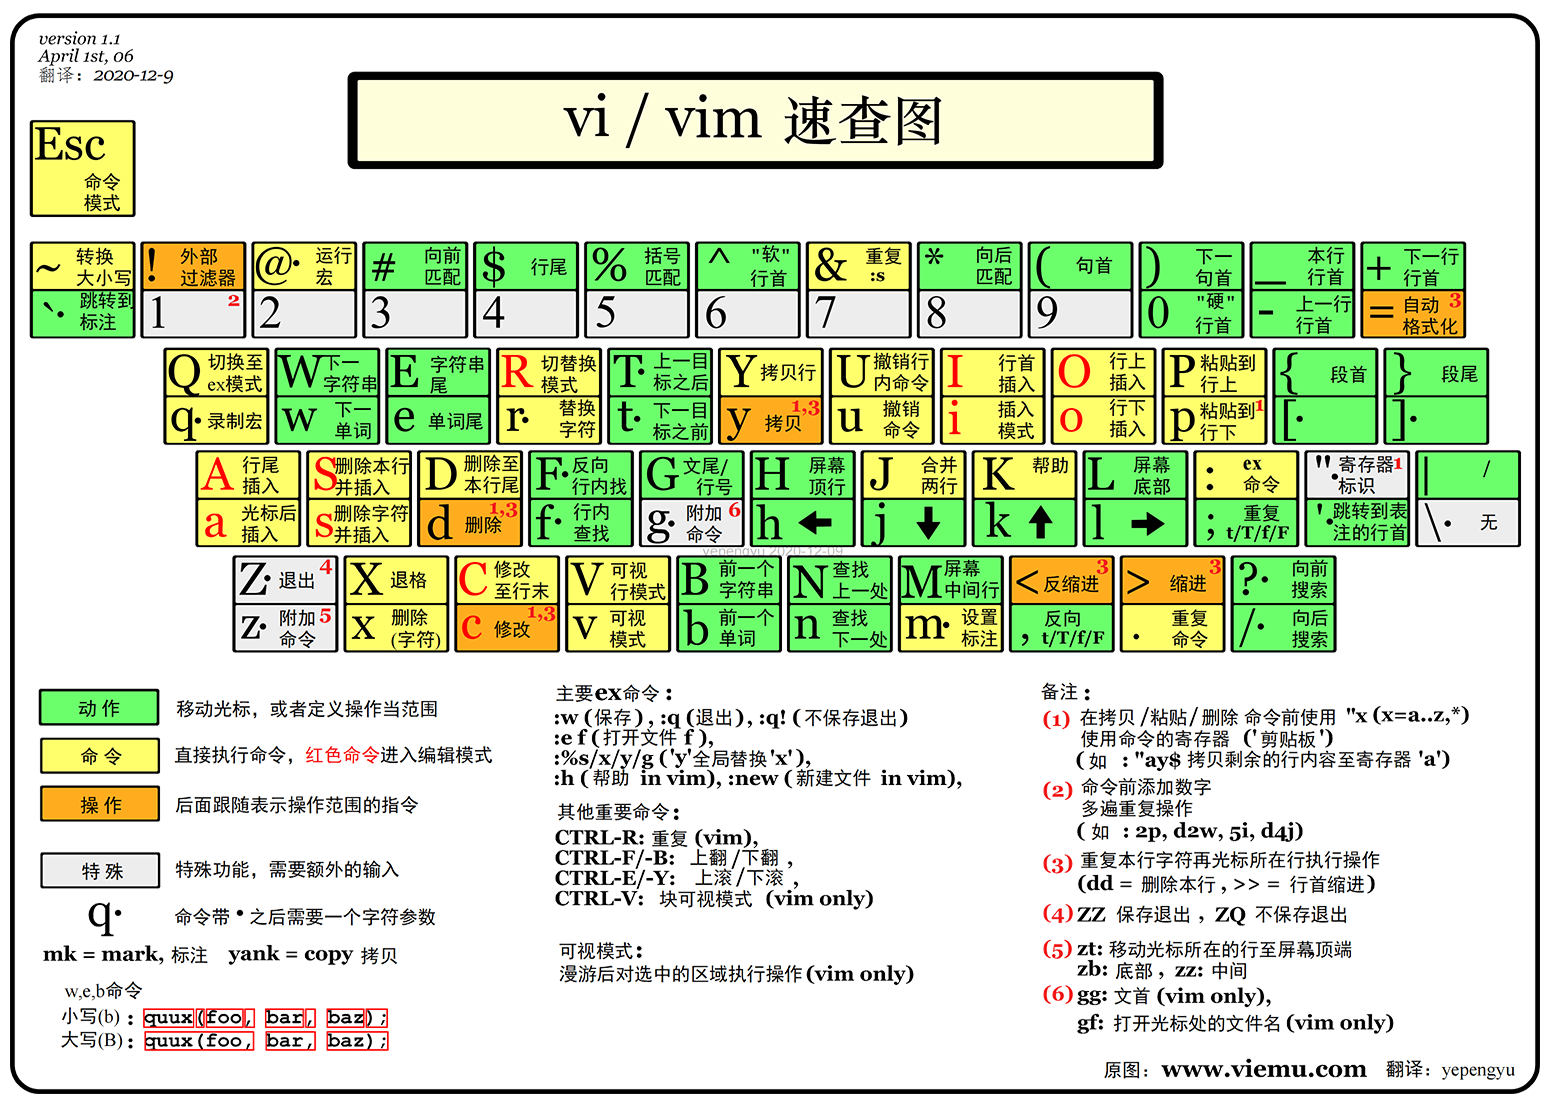 version 1.1
April 1st, 06
翻译：2020-12-9
vi / vim 速查图
Esc
命令
模式
~ 转换
大小写
`· 跳转到
标注
! 外部
过滤器
1 2
@· 运行
宏
2
# 向前
匹配
3
$ 行尾
4
% 括号
匹配
5
^ "软"
行首
6
& 重复
:s
7
* 向后
匹配
8
( 句首
9
) 下一
句首
0 "硬"
行首
_ 本行
行首
- 上一行
行首
+ 下一行
行首
= 自动 3
格式化
Q 切换至
ex模式
q· 录制宏
W 下一
字符串
w 下一
单词
E 字符串
尾
e 单词尾
R 切替换
模式
r· 替换
字符
T· 上一目
标之后
t· 下一目
标之前
Y 拷贝行
y 拷贝 1,3
U 撤销行
内命令
u 撤销
命令
I 行首
插入
i 插入
模式
O 行上
插入
o 行下
插入
P 粘贴到
行上
p 粘贴到 1
行下
{ 段首
[·
} 段尾
]·
A 行尾
插入
a 光标后
插入
S 删除本行
并插入
s 删除字符
并插入
D 删除至
本行尾
d 删除 1,3
F· 反向
行内找
f· 行内
查找
G 文尾/
行号
g· 附加 6
命令
H 屏幕
顶行
h
J 合并
两行
j
K 帮助
k
L 屏幕
底部
l
: ex
命令
; 重复
t/T/f/F
"· 寄存器 1
标识
'· 跳转到表
注的行首
| /
\· 无
yepengyu 2020-12-09
Z· 退出 4
z· 附加 5
命令
X 退格
x 删除
(字符)
C 修改
至行末
c 修改 1,3
V 可视
行模式
v 可视
模式
B 前一个
字符串
b 前一个
单词
N 查找
上一处
n 查找
下一处
M 屏幕
中间行
m· 设置
标注
< 反缩进 3
, 反向
t/T/f/F
> 缩进 3
. 重复
命令
?· 向前
搜索
/· 向后
搜索
动作 移动光标，或者定义操作当范围
命令 直接执行命令，红色命令进入编辑模式
操作 后面跟随表示操作范围的指令
特殊 特殊功能，需要额外的输入
q· 命令带 • 之后需要一个字符参数
mk = mark, 标注 yank = copy 拷贝
w,e,b命令
小写(b)： quux(foo, bar, baz);
大写(B)： quux(foo, bar, baz);
主要ex命令：
:w (保存) , :q (退出), :q! (不保存退出)
:e f (打开文件 f ),
:%s/x/y/g ('y'全局替换'x'),
:h (帮助 in vim), :new (新建文件 in vim),
其他重要命令：
CTRL-R: 重复 (vim),
CTRL-F/-B: 上翻 /下翻 ,
CTRL-E/-Y: 上滚 /下滚 ,
CTRL-V: 块可视模式 (vim only)
可视模式：
漫游后对选中的区域执行操作(vim only)
备注：
(1) 在拷贝 /粘贴/ 删除 命令前使用 "x (x=a..z,*)
使用命令的寄存器 ('剪贴板')
( 如 : "ay$ 拷贝剩余的行内容至寄存器 'a')
(2) 命令前添加数字
多遍重复操作
( 如 : 2p, d2w, 5i, d4j)
(3) 重复本行字符再光标所在行执行操作
(dd = 删除本行 , >> = 行首缩进 )
(4) ZZ 保存退出 , ZQ 不保存退出
(5) zt: 移动光标所在的行至屏幕顶端
zb: 底部 , zz: 中间
(6) gg: 文首 (vim only),
gf: 打开光标处的文件名 (vim only)
原图：www.viemu.com 翻译：yepengyu